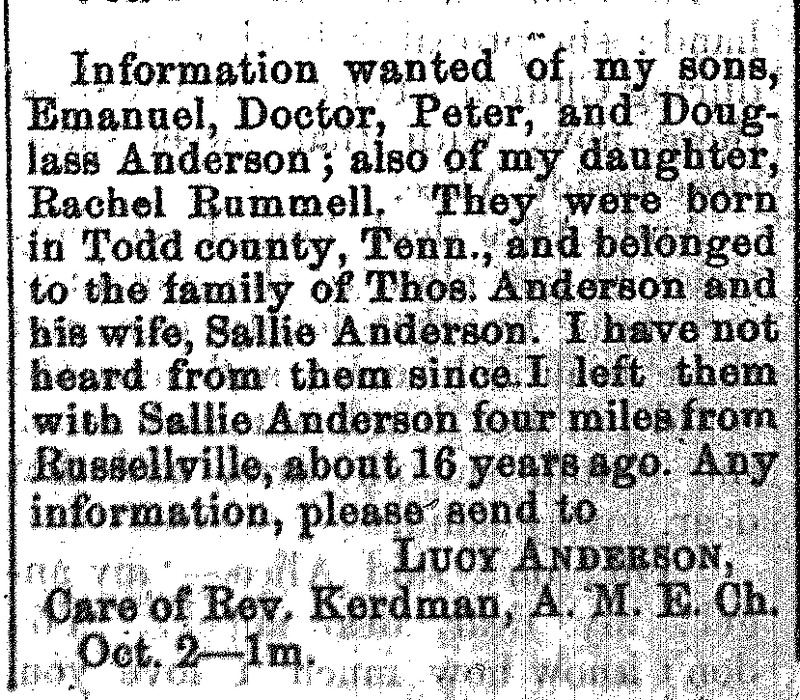 Information wanted of my sons,
Emanuel, Doctor, Peter, and Doug-
lass Anderson; also of my daughter,
Rachel Rummell. They were born
in Todd county, Tenn., and belonged
to the family of Thos. Anderson and
his wife, Sallie Anderson. I have not
heard from them since I left them
with Sallie Anderson four miles from
Russellville, about 16 years ago. Any
information, please send to
LUCY ANDERSON,
Care of Rev. Kerdman, A. M. E. Ch.
Oct. 2—1m.